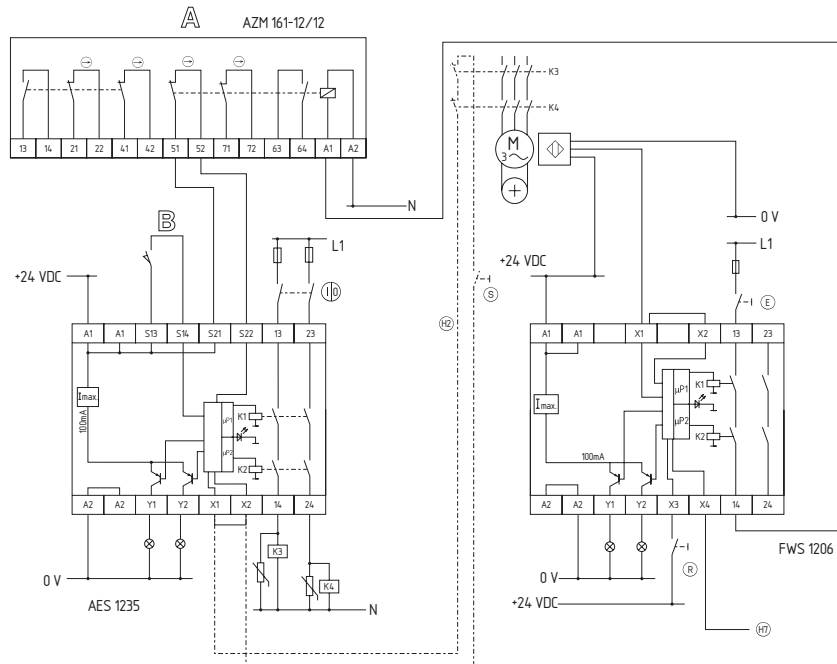 A AZM 161-12/12
13 14 21 22 41 42 51 52 71 72 63 64 A1 A2
K3
K4
M
3
N
B
L1
+24 VDC
I 0
H2
S
0 V
L1
+24 VDC
E
A1 A1 S13 S14 S21 S22 13 23
Imax.
100mA
µP1
µP2
K1
K2
A2 A2 Y1 Y2 X1 X2 14 24
K3
K4
0 V
N
AES 1235
A1 A1 X1 X2 13 23
Imax.
100mA
µP1
µP2
K1
K2
A2 A2 Y1 Y2 X3 X4 14 24
FWS 1206
R
0 V
+24 VDC
H7